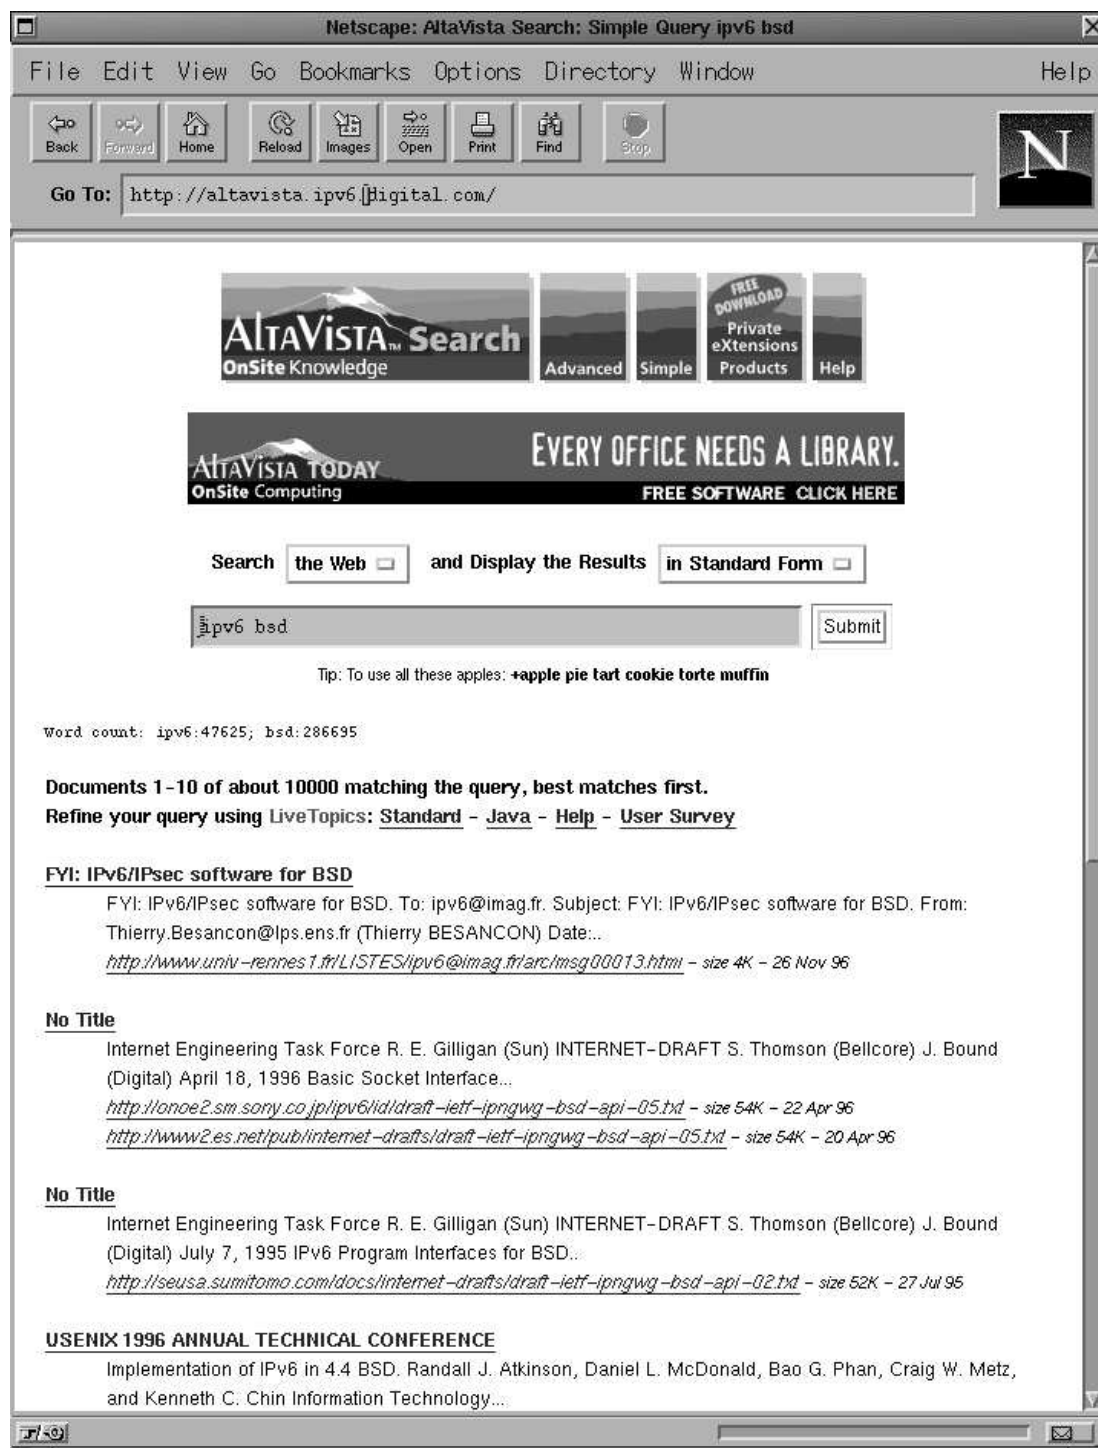 Netscape: AltaVista Search: Simple Query ipv6 bsd
File Edit View Go Bookmarks Options Directory Window Help
Back Forward Home Reload Images Open Print Find Stop
N
Go To: http://altavista.ipv6.digital.com/
ALTAVISTA™ Search
OnSite Knowledge
Advanced
Simple
FREE DOWNLOAD
Private
eXtensions
Products
Help
ALTAVISTA TODAY
OnSite Computing
EVERY OFFICE NEEDS A LIBRARY.
FREE SOFTWARE CLICK HERE
Search the Web and Display the Results in Standard Form
ipv6 bsd Submit
Tip: To use all these apples: +apple pie tart cookie torte muffin
Word count: ipv6:47625; bsd:286695
Documents 1-10 of about 10000 matching the query, best matches first.
Refine your query using LiveTopics: Standard - Java - Help - User Survey
FYI: IPv6/IPsec software for BSD
FYI: IPv6/IPsec software for BSD. To: ipv6@imag.fr. Subject: FYI: IPv6/IPsec software for BSD. From:
Thierry.Besancon@lps.ens.fr (Thierry BESANCON) Date:..
http://www.univ-rennes1.fr/LISTES/ipv6@imag.fr/arc/msg00013.html - size 4K - 26 Nov 96
No Title
Internet Engineering Task Force R. E. Gilligan (Sun) INTERNET-DRAFT S. Thomson (Bellcore) J. Bound
(Digital) April 18, 1996 Basic Socket Interface...
http://onoe2.sm.sony.co.jp/ipv6/id/draft-ietf-ipngwg-bsd-api-05.txt - size 54K - 22 Apr 96
http://www2.es.net/pub/internet-drafts/draft-ietf-ipngwg-bsd-api-05.txt - size 54K - 20 Apr 96
No Title
Internet Engineering Task Force R. E. Gilligan (Sun) INTERNET-DRAFT S. Thomson (Bellcore) J. Bound
(Digital) July 7, 1995 IPv6 Program Interfaces for BSD..
http://seusa.sumitomo.com/docs/internet-drafts/draft-ietf-ipngwg-bsd-api-02.txt - size 52K - 27 Jul 95
USENIX 1996 ANNUAL TECHNICAL CONFERENCE
Implementation of IPv6 in 4.4 BSD. Randall J. Atkinson, Daniel L. McDonald, Bao G. Phan, Craig W. Metz,
and Kenneth C. Chin Information Technology...